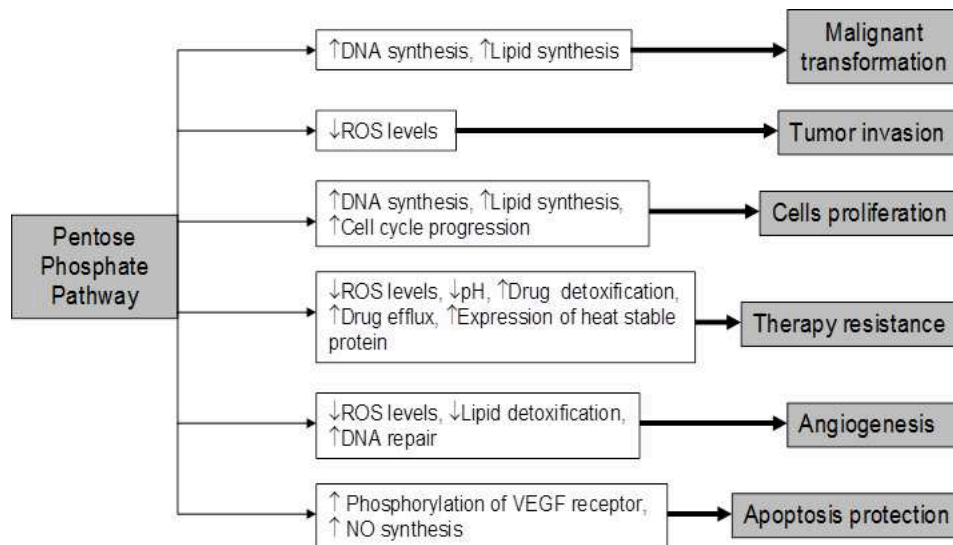 ↑DNA synthesis, ↑Lipid synthesis
Malignant
transformation
↓ROS levels
Tumor invasion
↑DNA synthesis, ↑Lipid synthesis,
↑Cell cycle progression
Cells proliferation
Pentose
Phosphate
Pathway
↓ROS levels, ↓pH, ↑Drug detoxification,
↑Drug efflux, ↑Expression of heat stable
protein
Therapy resistance
↓ROS levels, ↓Lipid detoxification,
↑DNA repair
Angiogenesis
↑ Phosphorylation of VEGF receptor,
↑ NO synthesis
Apoptosis protection